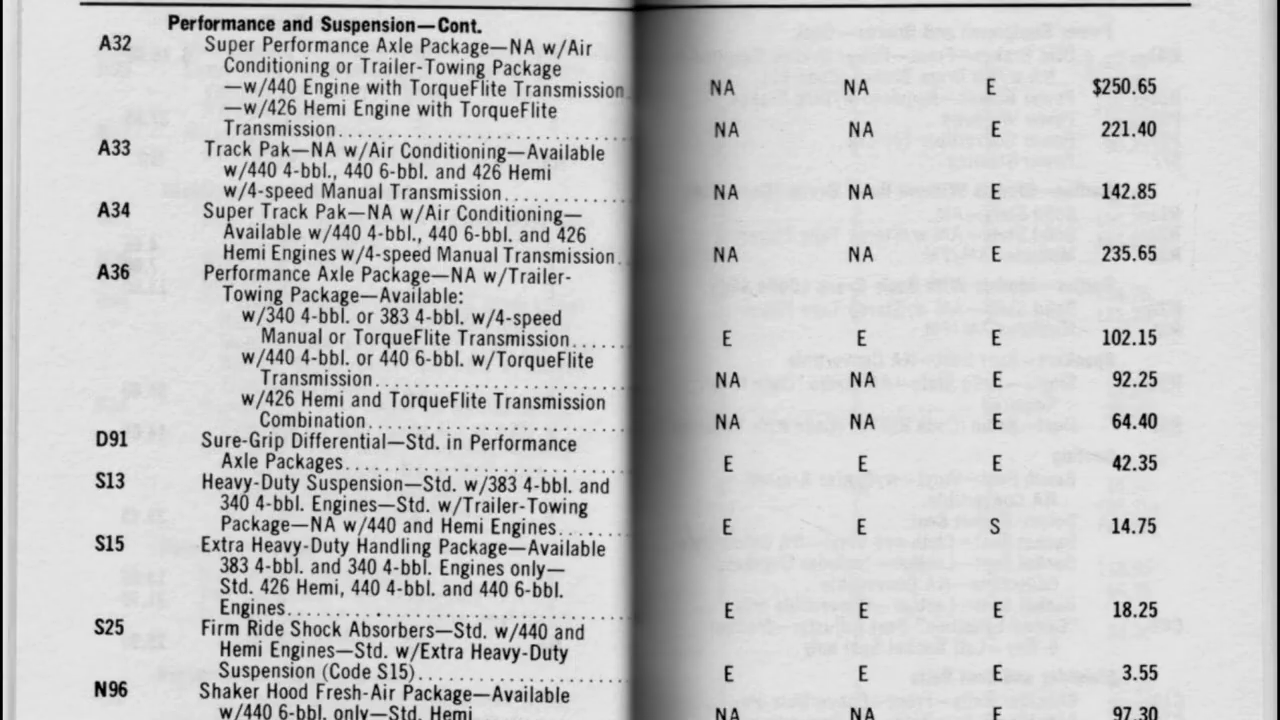 Performance and Suspension—Cont.
A32 Super Performance Axle Package—NA w/Air
Conditioning or Trailer-Towing Package
—w/440 Engine with TorqueFlite Transmission. NA NA E $250.65
—w/426 Hemi Engine with TorqueFlite
Transmission.......................... NA NA E 221.40
A33 Track Pak—NA w/Air Conditioning—Available
w/440 4-bbl., 440 6-bbl. and 426 Hemi
w/4-speed Manual Transmission............ NA NA E 142.85
A34 Super Track Pak—NA w/Air Conditioning—
Available w/440 4-bbl., 440 6-bbl. and 426
Hemi Engines w/4-speed Manual Transmission. NA NA E 235.65
A36 Performance Axle Package—NA w/Trailer-
Towing Package—Available:
w/340 4-bbl. or 383 4-bbl. w/4-speed
Manual or TorqueFlite Transmission..... E E E 102.15
w/440 4-bbl. or 440 6-bbl. w/TorqueFlite
Transmission....................... NA NA E 92.25
w/426 Hemi and TorqueFlite Transmission
Combination........................ NA NA E 64.40
D91 Sure-Grip Differential—Std. in Performance
Axle Packages......................... E E E 42.35
S13 Heavy-Duty Suspension—Std. w/383 4-bbl. and
340 4-bbl. Engines—Std. w/Trailer-Towing
Package—NA w/440 and Hemi Engines...... E E S 14.75
S15 Extra Heavy-Duty Handling Package—Available
383 4-bbl. and 340 4-bbl. Engines only—
Std. 426 Hemi, 440 4-bbl. and 440 6-bbl.
Engines.............................. E E E 18.25
S25 Firm Ride Shock Absorbers—Std. w/440 and
Hemi Engines—Std. w/Extra Heavy-Duty
Suspension (Code S15).................. E E E 3.55
N96 Shaker Hood Fresh-Air Package—Available
w/440 6-bbl. only—Std. Hemi............ NA NA E 97.30